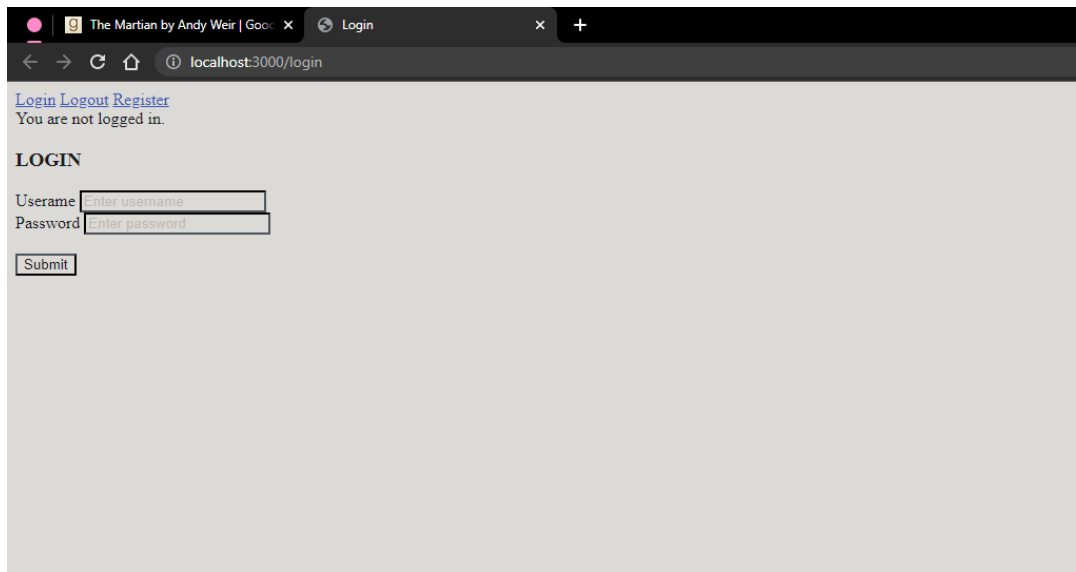 g The Martian by Andy Weir | Gooc
Login
localhost:3000/login
Login Logout Register
You are not logged in.
LOGIN
Userame Enter username
Password Enter password
Submit